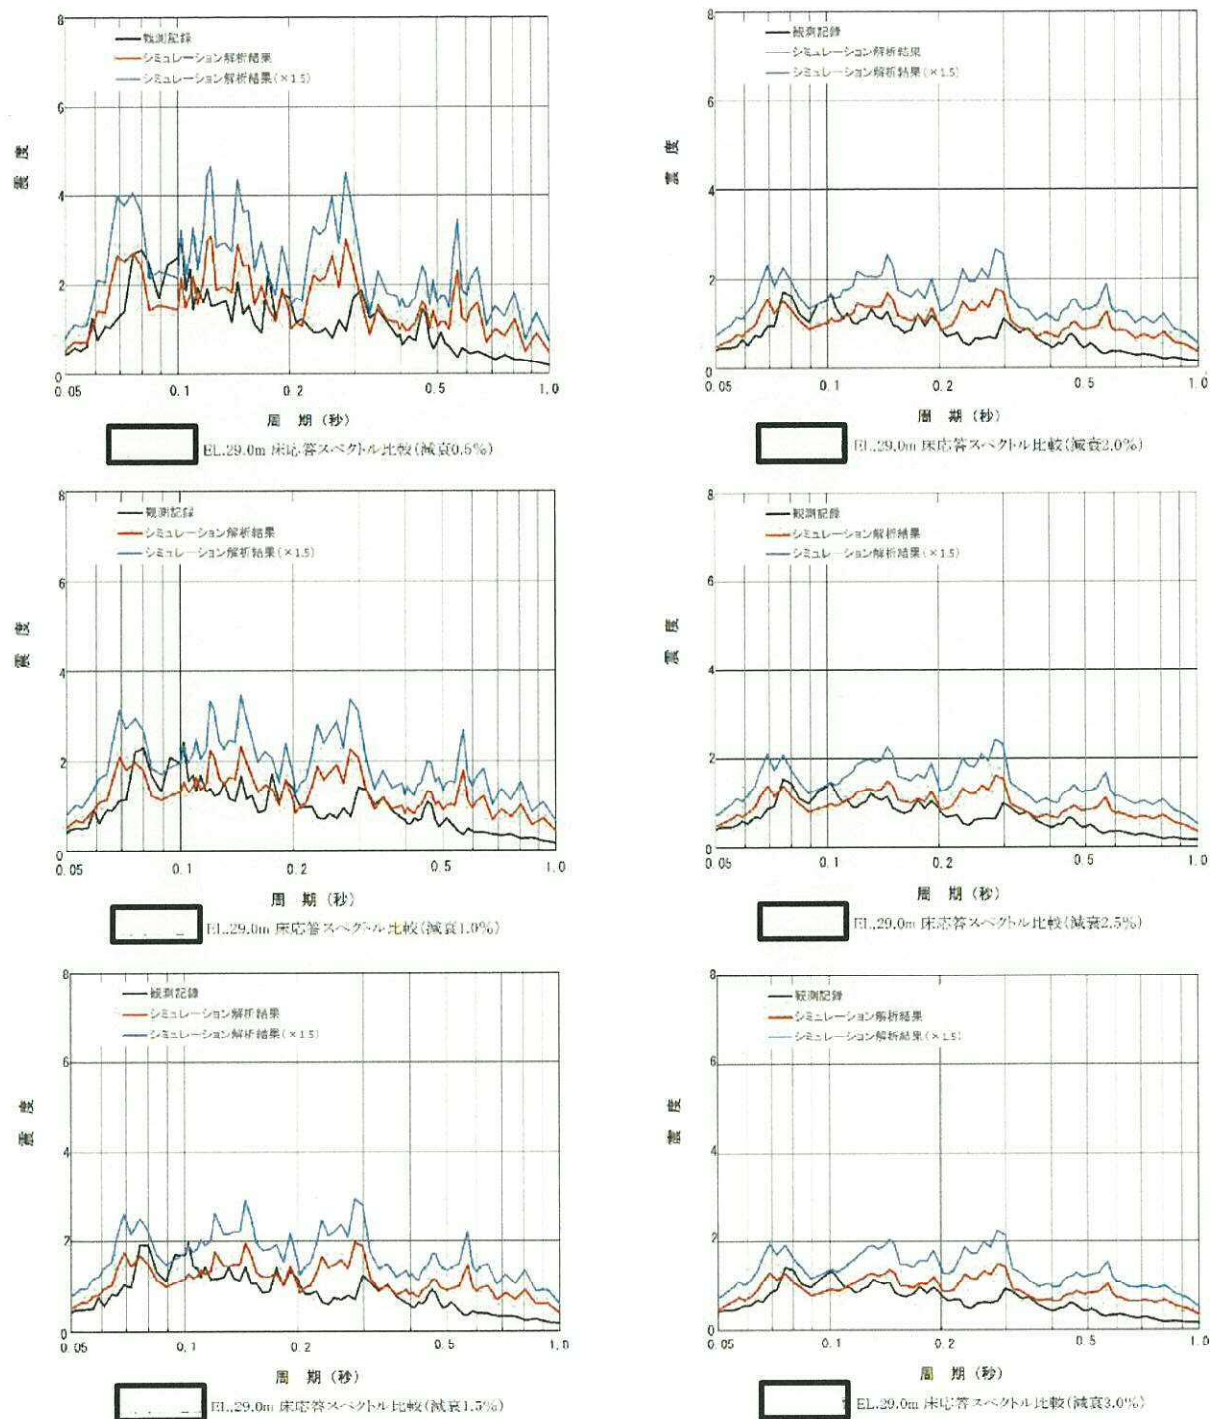 8
観測記録
シミュレーション解析結果
シミュレーション解析結果(×1.5)
6
震度
4
2
0
0.05
0.1
0.2
0.5
1.0
周 期(秒)
EL.29.0m 床応答スペクトル比較(減衰0.5%)
8
観測記録
シミュレーション解析結果
シミュレーション解析結果(×1.5)
6
震度
4
2
0
0.05
0.1
0.2
0.5
1.0
周 期(秒)
EL.29.0m 床応答スペクトル比較(減衰2.0%)
8
観測記録
シミュレーション解析結果
シミュレーション解析結果(×1.5)
6
震度
4
2
0
0.05
0.1
0.2
0.5
1.0
周 期(秒)
EL.29.0m 床応答スペクトル比較(減衰1.0%)
8
観測記録
シミュレーション解析結果
シミュレーション解析結果(×1.5)
6
震度
4
2
0
0.05
0.1
0.2
0.5
1.0
周 期(秒)
EL.29.0m 床応答スペクトル比較(減衰2.5%)
8
観測記録
シミュレーション解析結果
シミュレーション解析結果(×1.5)
6
震度
4
2
0
0.05
0.1
0.2
0.5
1.0
周 期(秒)
EL.29.0m 床応答スペクトル比較(減衰1.5%)
8
観測記録
シミュレーション解析結果
シミュレーション解析結果(×1.5)
6
震度
4
2
0
0.05
0.1
0.2
0.5
1.0
周 期(秒)
EL.29.0m 床応答スペクトル比較(減衰3.0%)